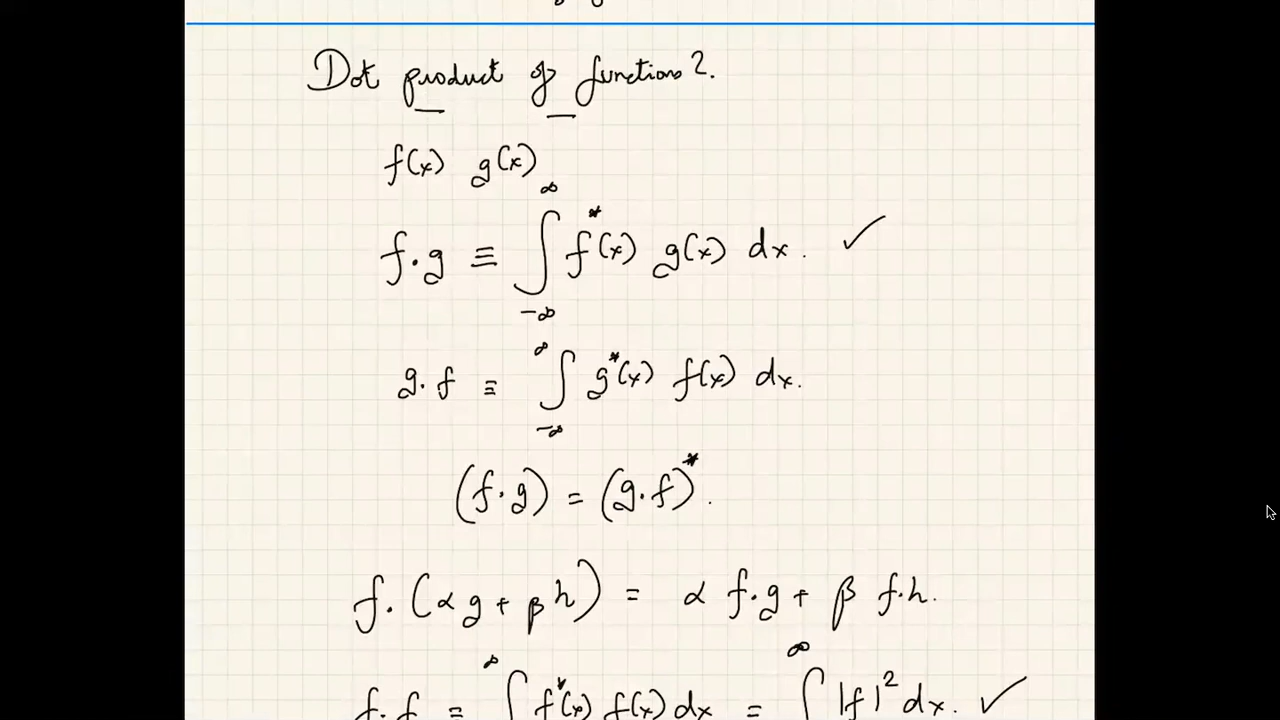 Dot product of functions?.
f(x) g(x)
f·g ≡ ∫_{-∞}^{∞} f*(x) g(x) dx. ✓
g·f ≡ ∫_{-∞}^{∞} g*(x) f(x) dx.
(f·g) = (g·f)*.
f·(αg + βh) = α f·g + β f·h.
f·f ≡ ∫^{∞} f*(x) f(x) dx = ∫^{∞} |f|² dx. ✓